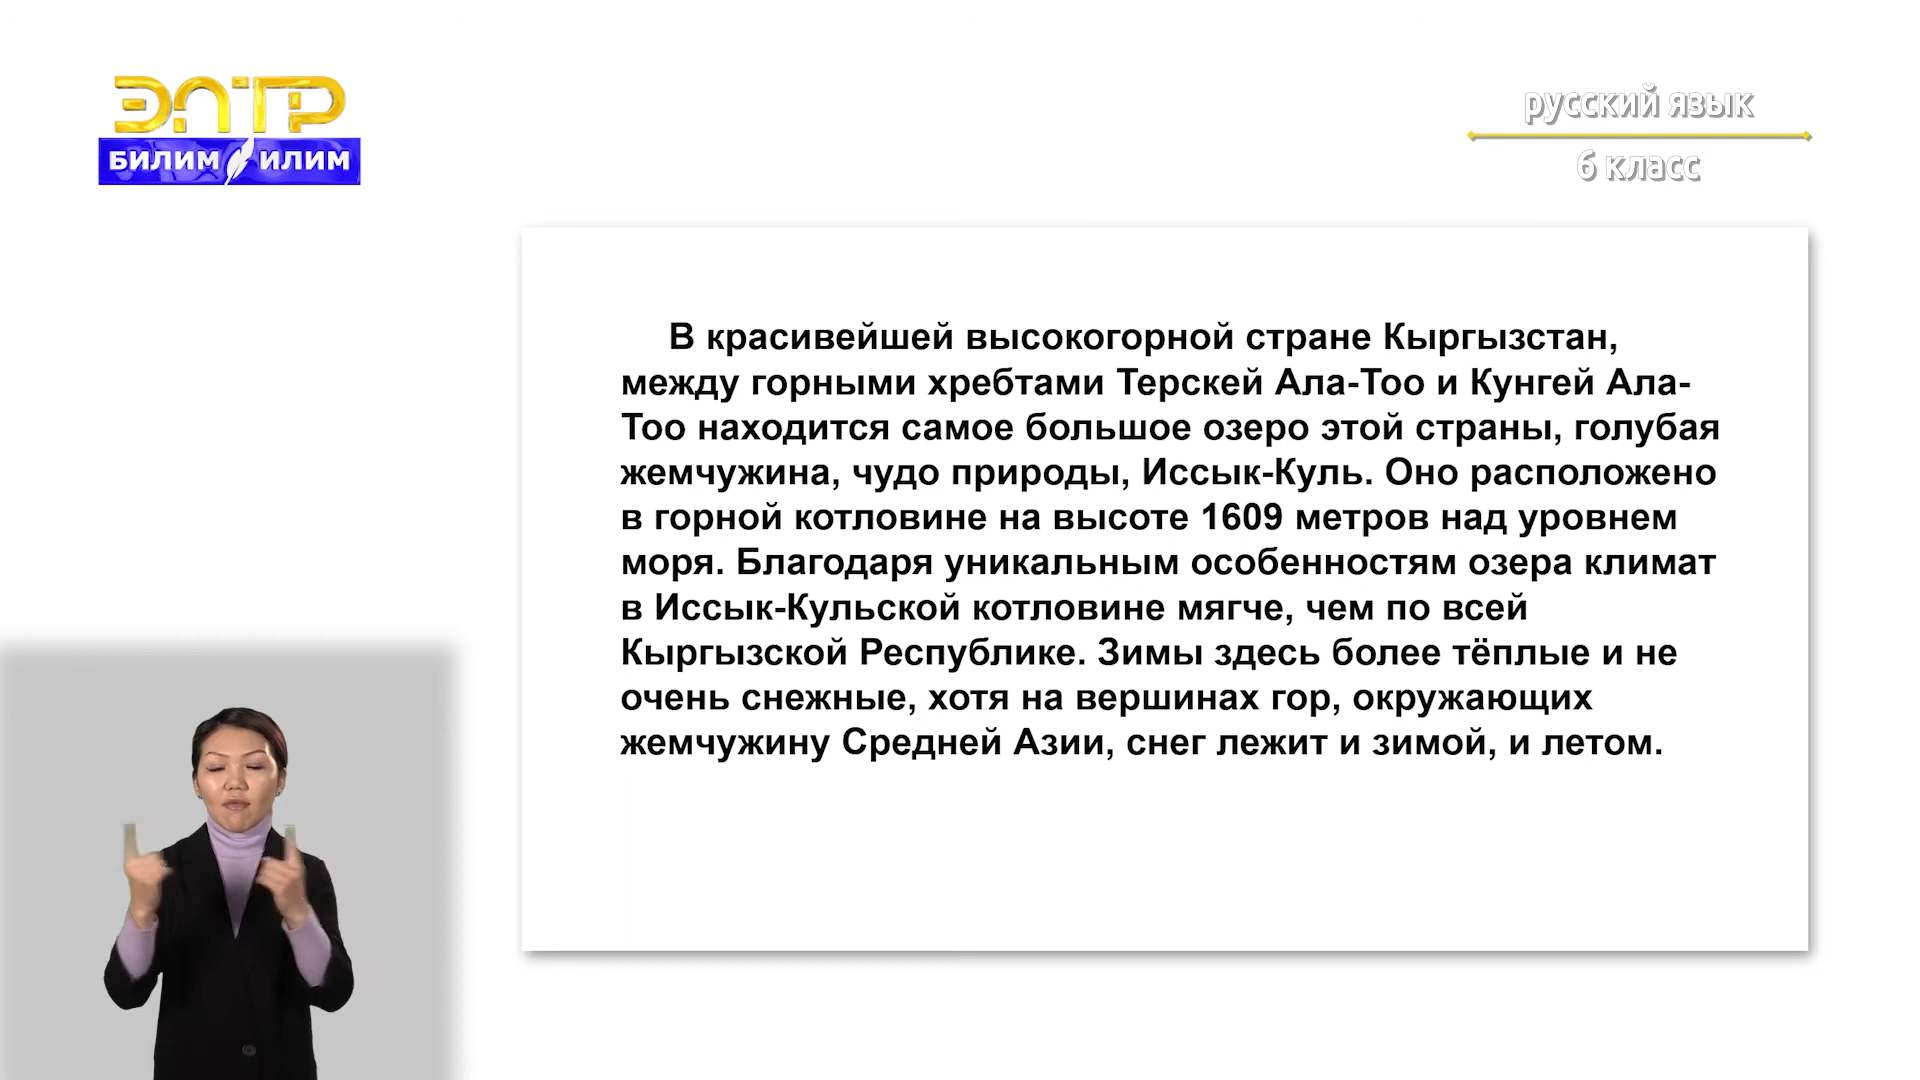 ЭЛТР
БИЛИМ ИЛИМ
русский язык
6 класс
В красивейшей высокогорной стране Кыргызстан,
между горными хребтами Терскей Ала-Тоо и Кунгей Ала-
Тоо находится самое большое озеро этой страны, голубая
жемчужина, чудо природы, Иссык-Куль. Оно расположено
в горной котловине на высоте 1609 метров над уровнем
моря. Благодаря уникальным особенностям озера климат
в Иссык-Кульской котловине мягче, чем по всей
Кыргызской Республике. Зимы здесь более тёплые и не
очень снежные, хотя на вершинах гор, окружающих
жемчужину Средней Азии, снег лежит и зимой, и летом.